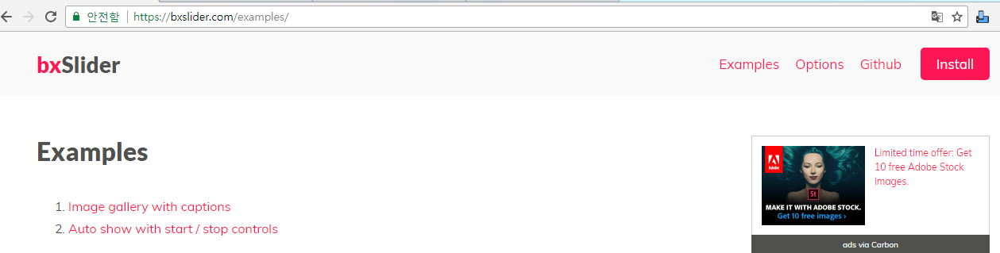 안전함 https://bxslider.com/examples/
bxSlider
Examples Options Github Install
Examples
1. Image gallery with captions
2. Auto show with start / stop controls
Adobe
St
MAKE IT WITH ADOBE STOCK.
Get 10 free images ›
Limited time offer: Get
10 free Adobe Stock
images.
ads via Carbon